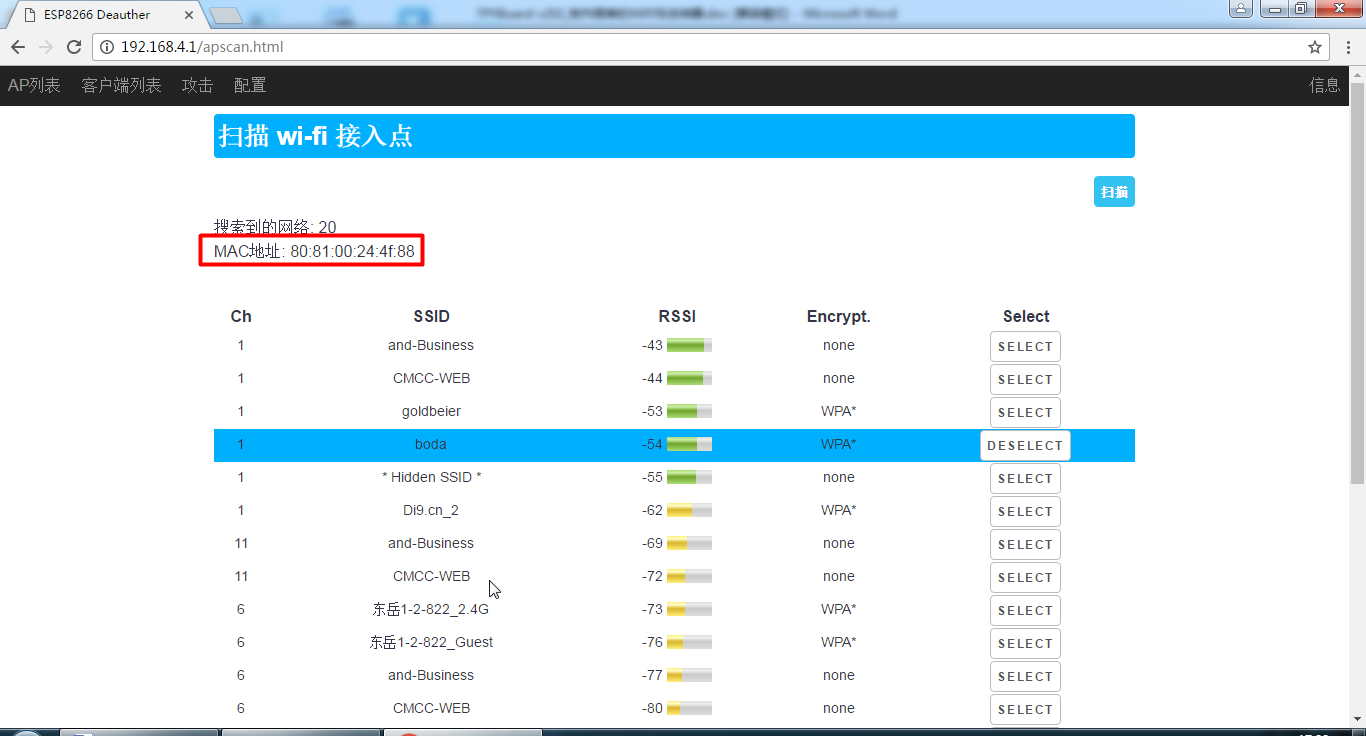 ESP8266 Deauther
192.168.4.1/apscan.html
AP列表 客户端列表 攻击 配置 信息
扫描 wi-fi 接入点
扫描
搜索到的网络: 20
MAC地址: 80:81:00:24:4f:88
Ch SSID RSSI Encrypt. Select
1 and-Business -43 none SELECT
1 CMCC-WEB -44 none SELECT
1 goldbeier -53 WPA* SELECT
1 boda -54 WPA* DESELECT
1 * Hidden SSID * -55 none SELECT
1 Di9.cn_2 -62 WPA* SELECT
11 and-Business -69 none SELECT
11 CMCC-WEB -72 none SELECT
6 东岳1-2-822_2.4G -73 WPA* SELECT
6 东岳1-2-822_Guest -76 WPA* SELECT
6 and-Business -77 none SELECT
6 CMCC-WEB -80 none SELECT